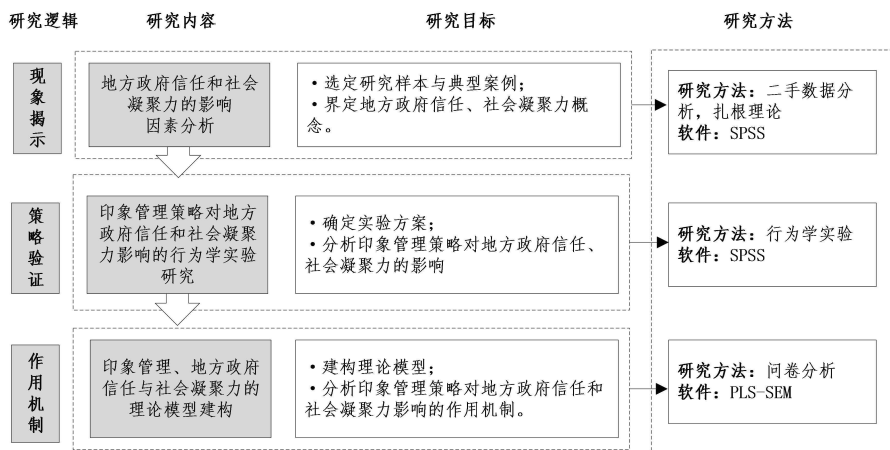 研究逻辑 研究内容 研究目标 研究方法
现象揭示
地方政府信任和社会
凝聚力的影响
因素分析
·选定研究样本与典型案例；
·界定地方政府信任、社会凝聚力概
念。
研究方法：二手数据分
析，扎根理论
软件：SPSS
策略验证
印象管理策略对地方
政府信任和社会凝聚
力影响的行为学实验
研究
·确定实验方案；
·分析印象管理策略对地方政府信任、
社会凝聚力的影响
研究方法：行为学实验
软件：SPSS
作用机制
印象管理、地方政府
信任与社会凝聚力的
理论模型建构
·建构理论模型；
·分析印象管理策略对地方政府信任和
社会凝聚力影响的作用机制。
研究方法：问卷分析
软件：PLS-SEM